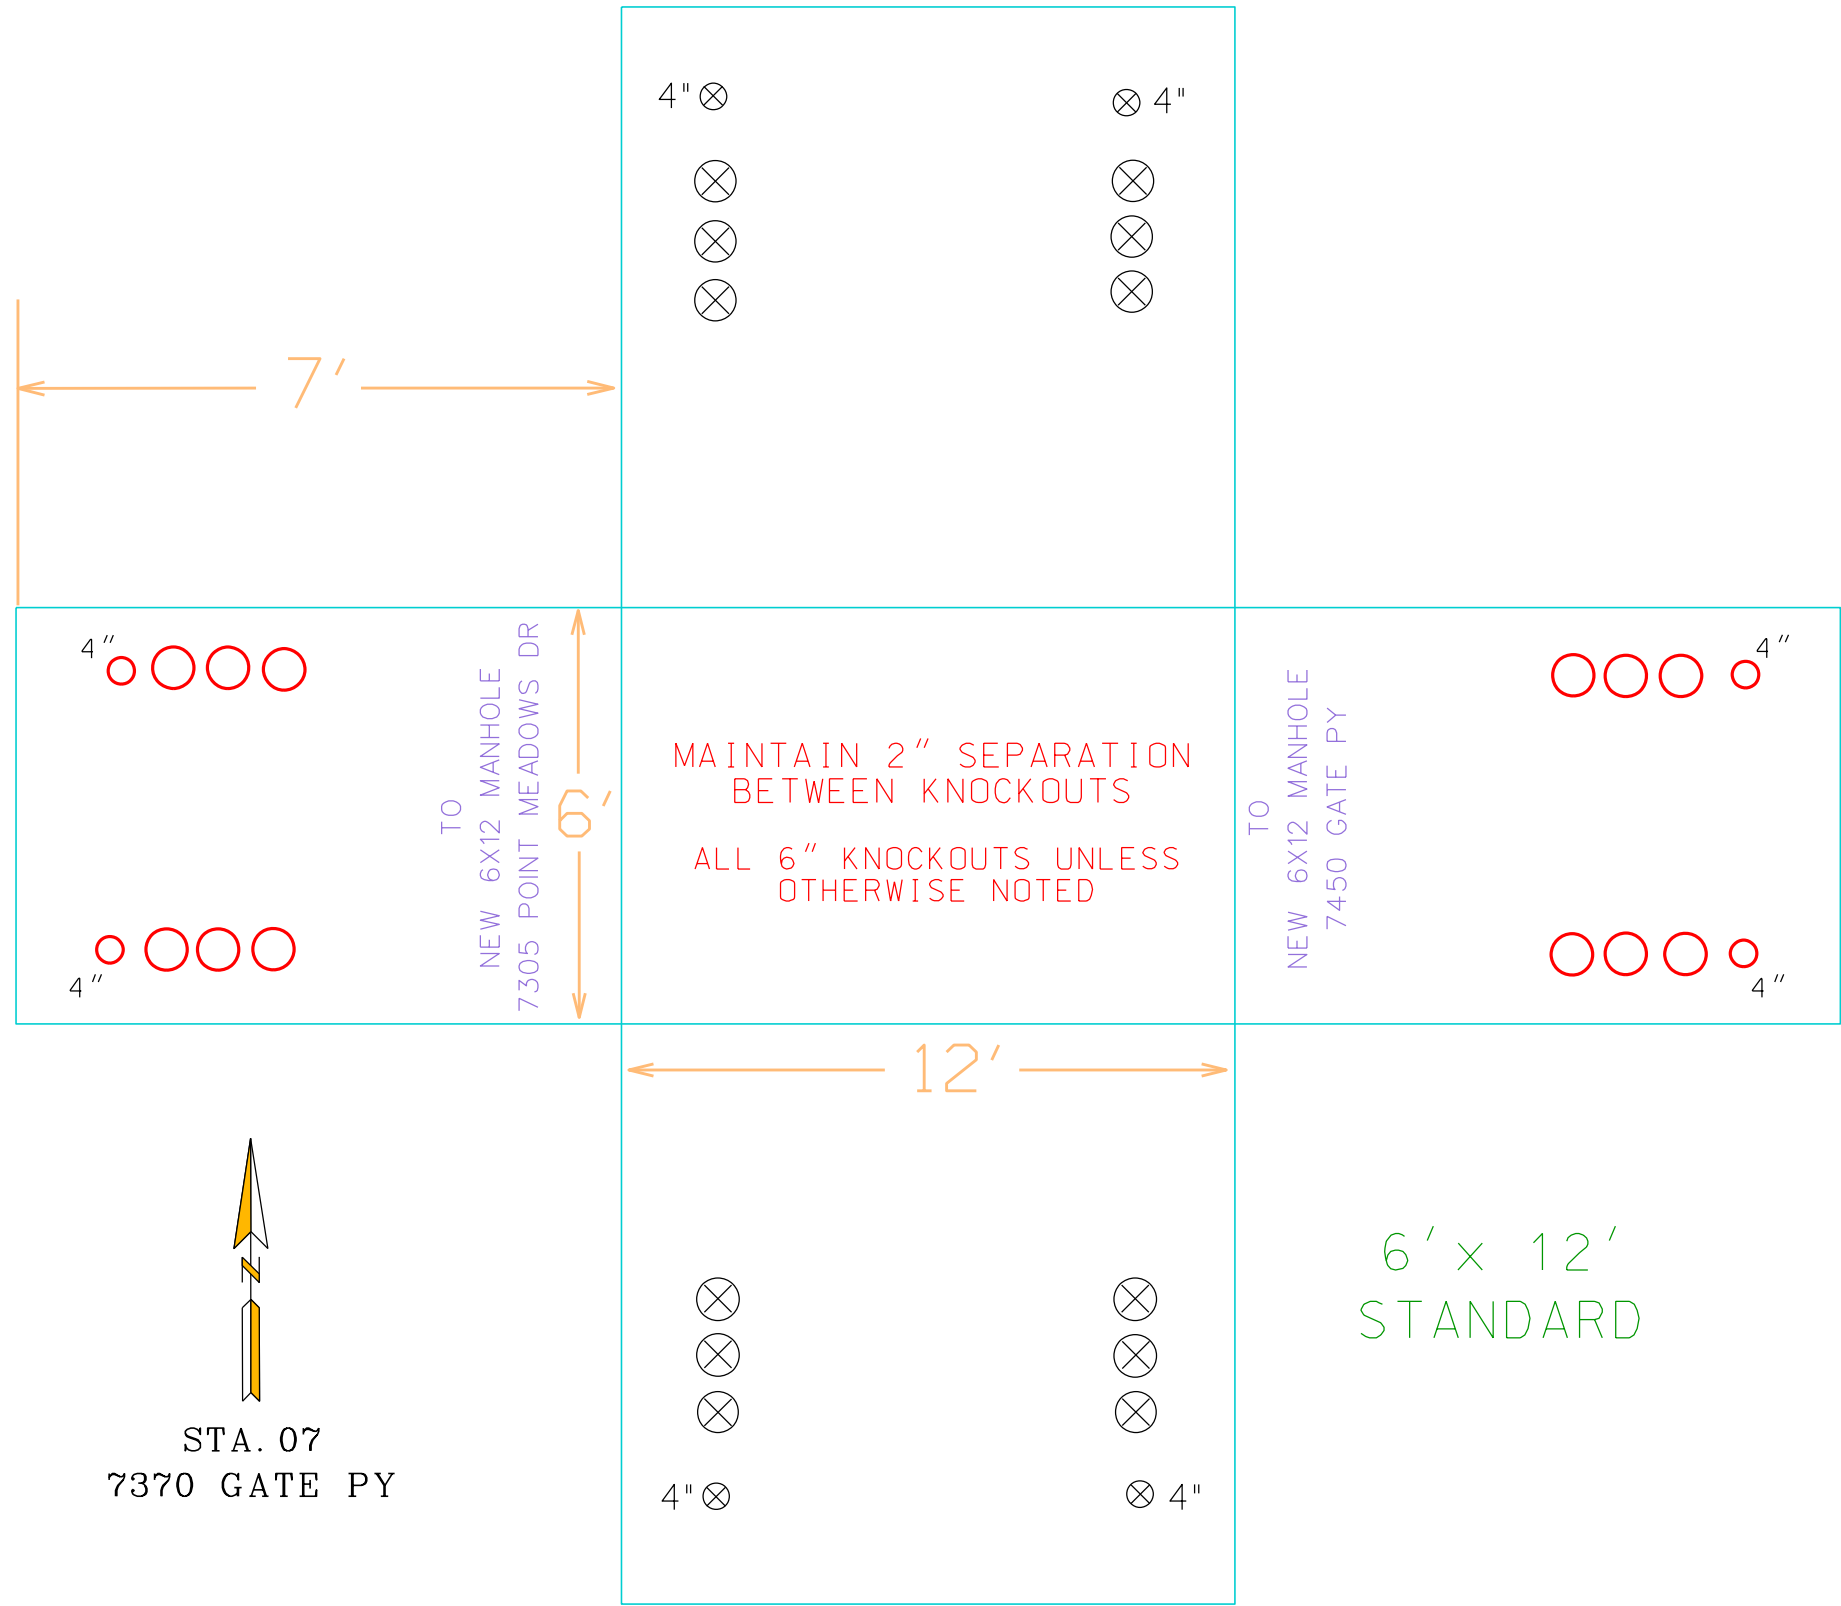 4" 4"
7'
4"
4"
TO
NEW 6X12 MANHOLE
7305 POINT MEADOWS DR
6'
MAINTAIN 2" SEPARATION
BETWEEN KNOCKOUTS
ALL 6" KNOCKOUTS UNLESS
OTHERWISE NOTED
TO
NEW 6X12 MANHOLE
7450 GATE PY
4"
4"
12'
N
STA.07
7370 GATE PY
6'x 12'
STANDARD
4" 4"